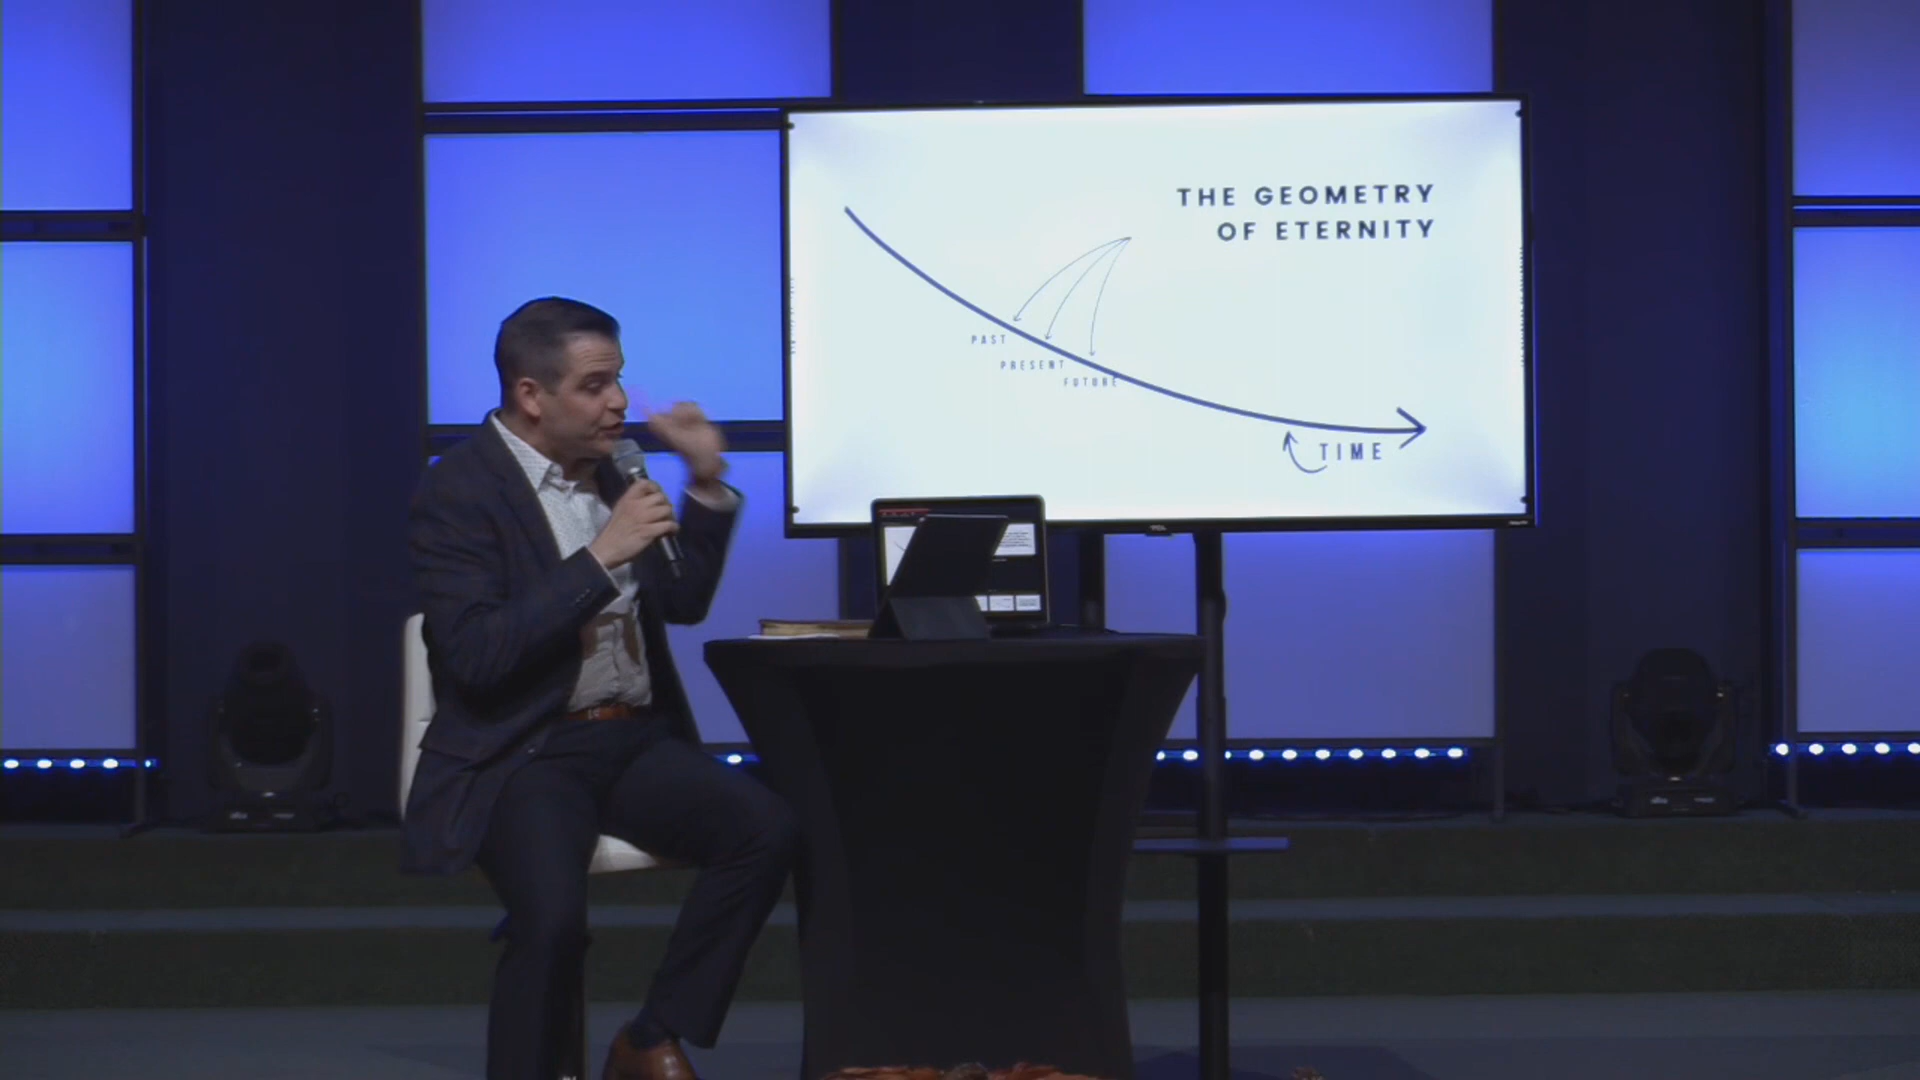 THE GEOMETRY
OF ETERNITY
PAST
PRESENT
FUTURE
TIME